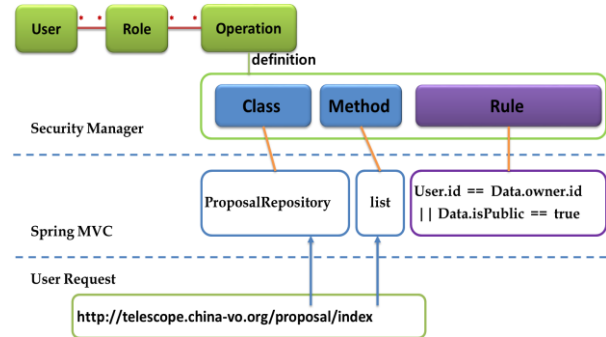 User
Role
Operation
* *
* *
definition
Class
Method
Rule
Security Manager
ProposalRepository
list
User.id == Data.owner.id
|| Data.isPublic == true
Spring MVC
User Request
http://telescope.china-vo.org/proposal/index